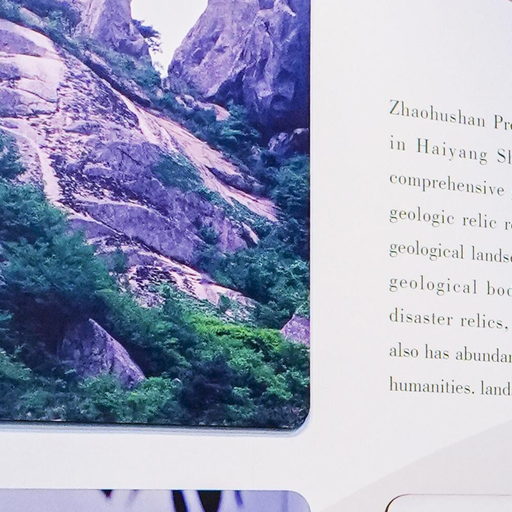 Zhaohushan Pr
in Haiyang Sh
comprehensive
geologic relic r
geological landsc
geological bod
disaster relics,
also has abundan
humanities. land